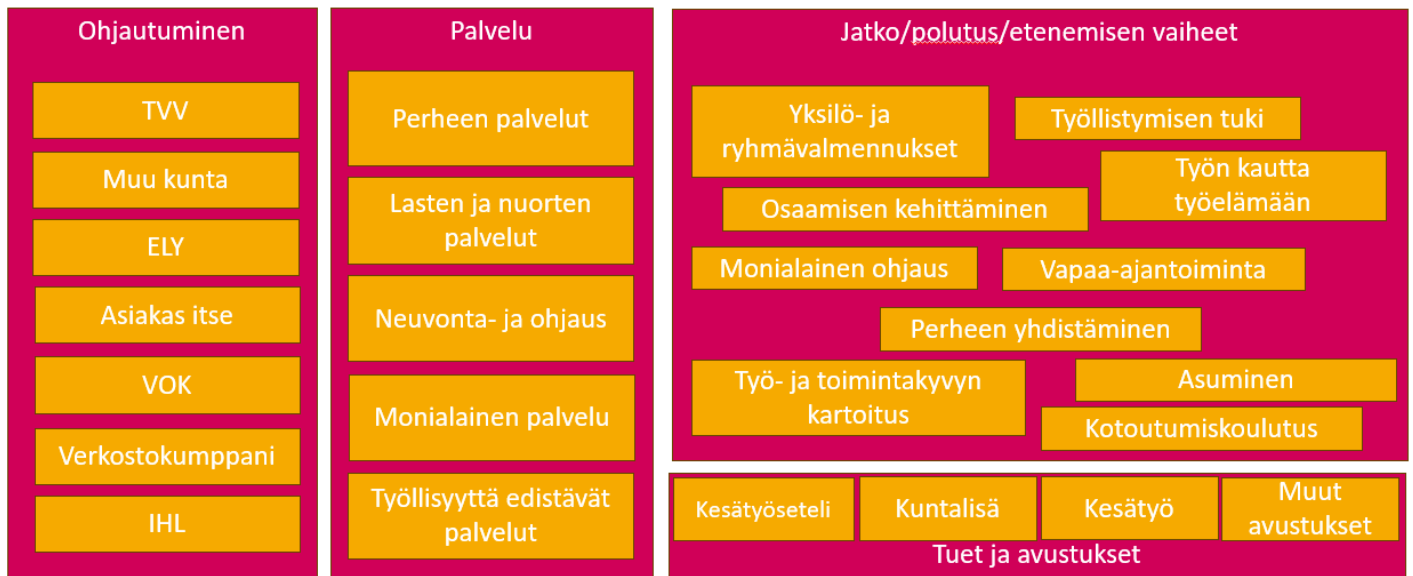 Ohjautuminen
TVV
Muu kunta
ELY
Asiakas itse
VOK
Verkostokumppani
IHL
Palvelu
Perheen palvelut
Lasten ja nuorten
palvelut
Neuvonta- ja ohjaus
Monialainen palvelu
Työllisyyttä edistävät
palvelut
Jatko/polutus/etenemisen vaiheet
Yksilö- ja
ryhmävalmennukset
Työllistymisen tuki
Työn kautta
työelämään
Osaamisen kehittäminen
Monialainen ohjaus
Vapaa-ajantoiminta
Perheen yhdistäminen
Työ- ja toimintakyvyn
kartoitus
Asuminen
Kotoutumiskoulutus
Kesätyöseteli
Kuntalisä
Kesätyö
Muut
avustukset
Tuet ja avustukset